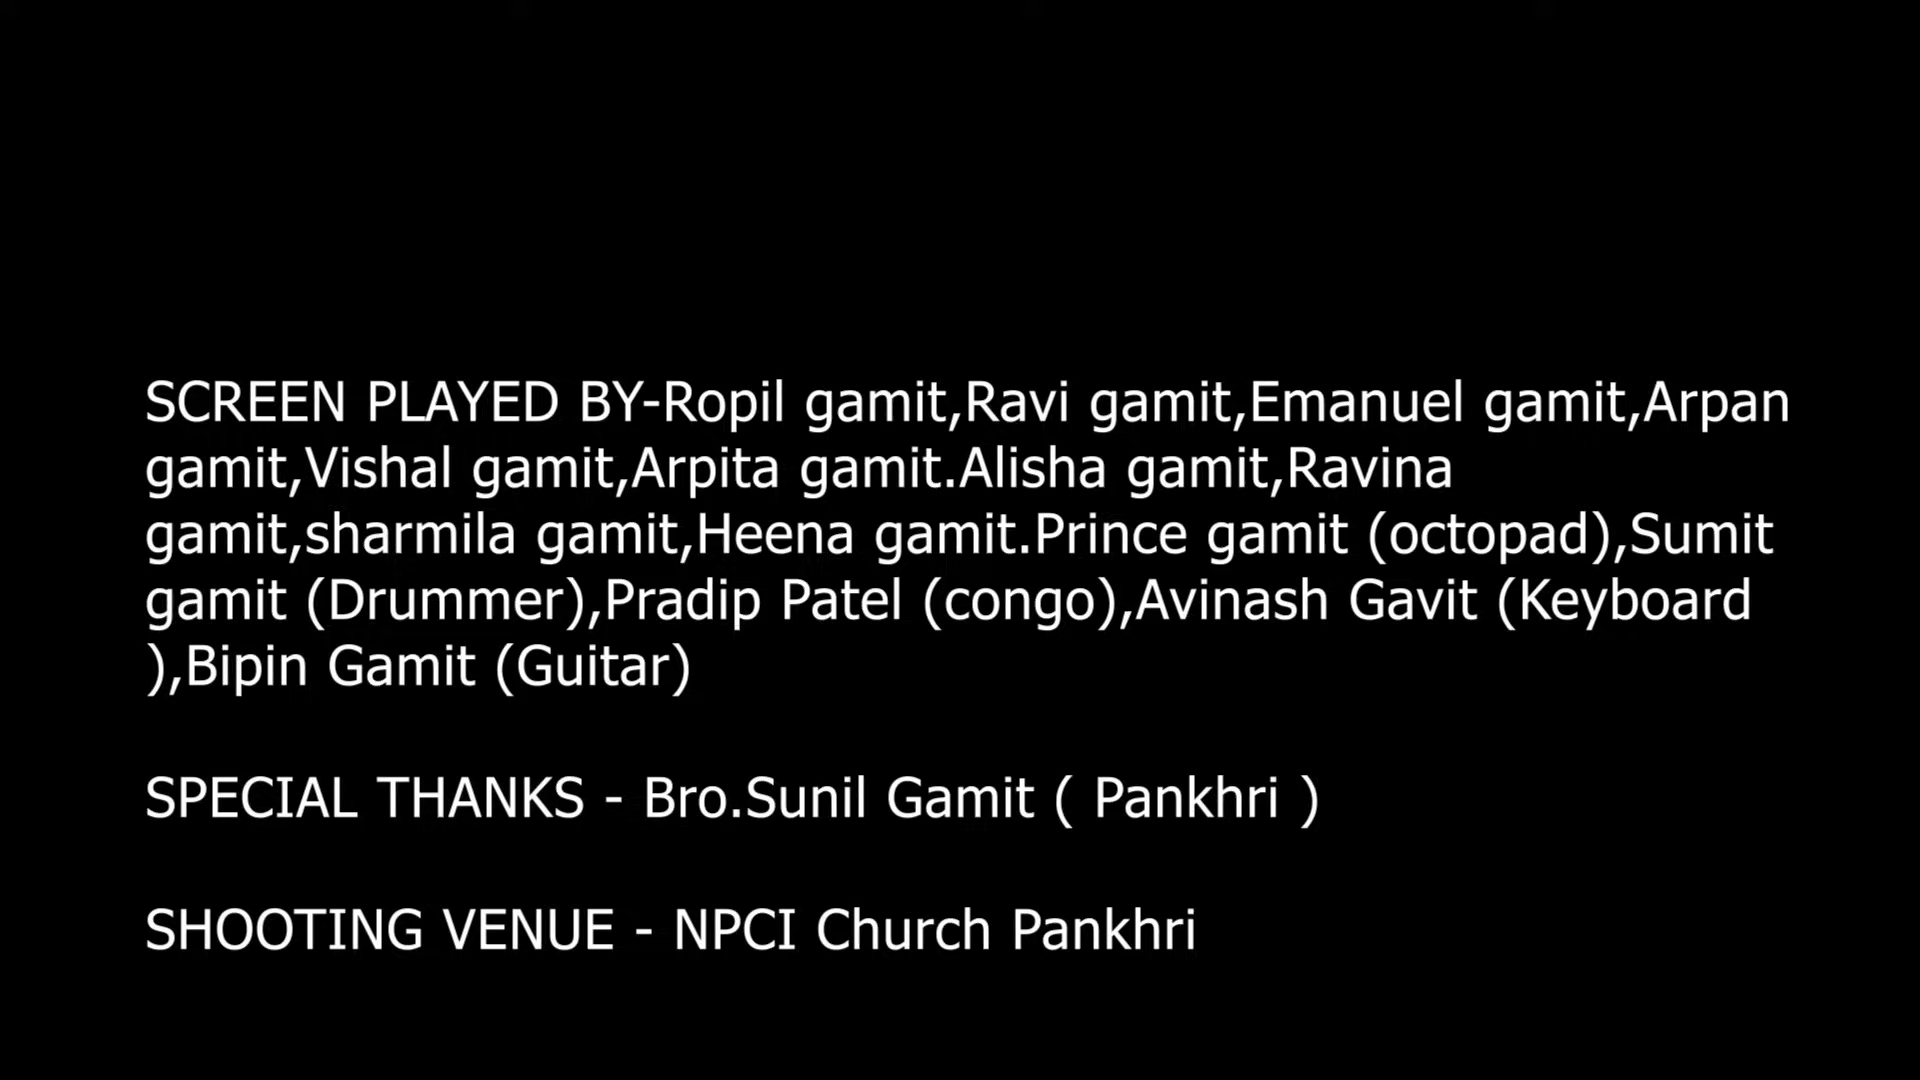 SCREEN PLAYED BY-Ropil gamit,Ravi gamit,Emanuel gamit,Arpan
gamit,Vishal gamit,Arpita gamit.Alisha gamit,Ravina
gamit,sharmila gamit,Heena gamit.Prince gamit (octopad),Sumit
gamit (Drummer),Pradip Patel (congo),Avinash Gavit (Keyboard
),Bipin Gamit (Guitar)
SPECIAL THANKS - Bro.Sunil Gamit ( Pankhri )
SHOOTING VENUE - NPCI Church Pankhri